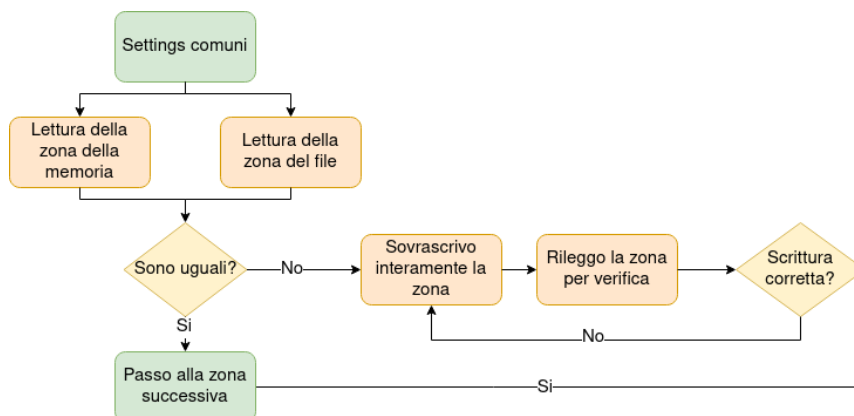 Settings comuni
Lettura della
zona della
memoria
Lettura della
zona del file
Sono uguali?
No
Sovrascrivo
interamente la
zona
Rileggo la zona
per verifica
Scrittura
corretta?
No
Si
Passo alla zona
successiva
Si